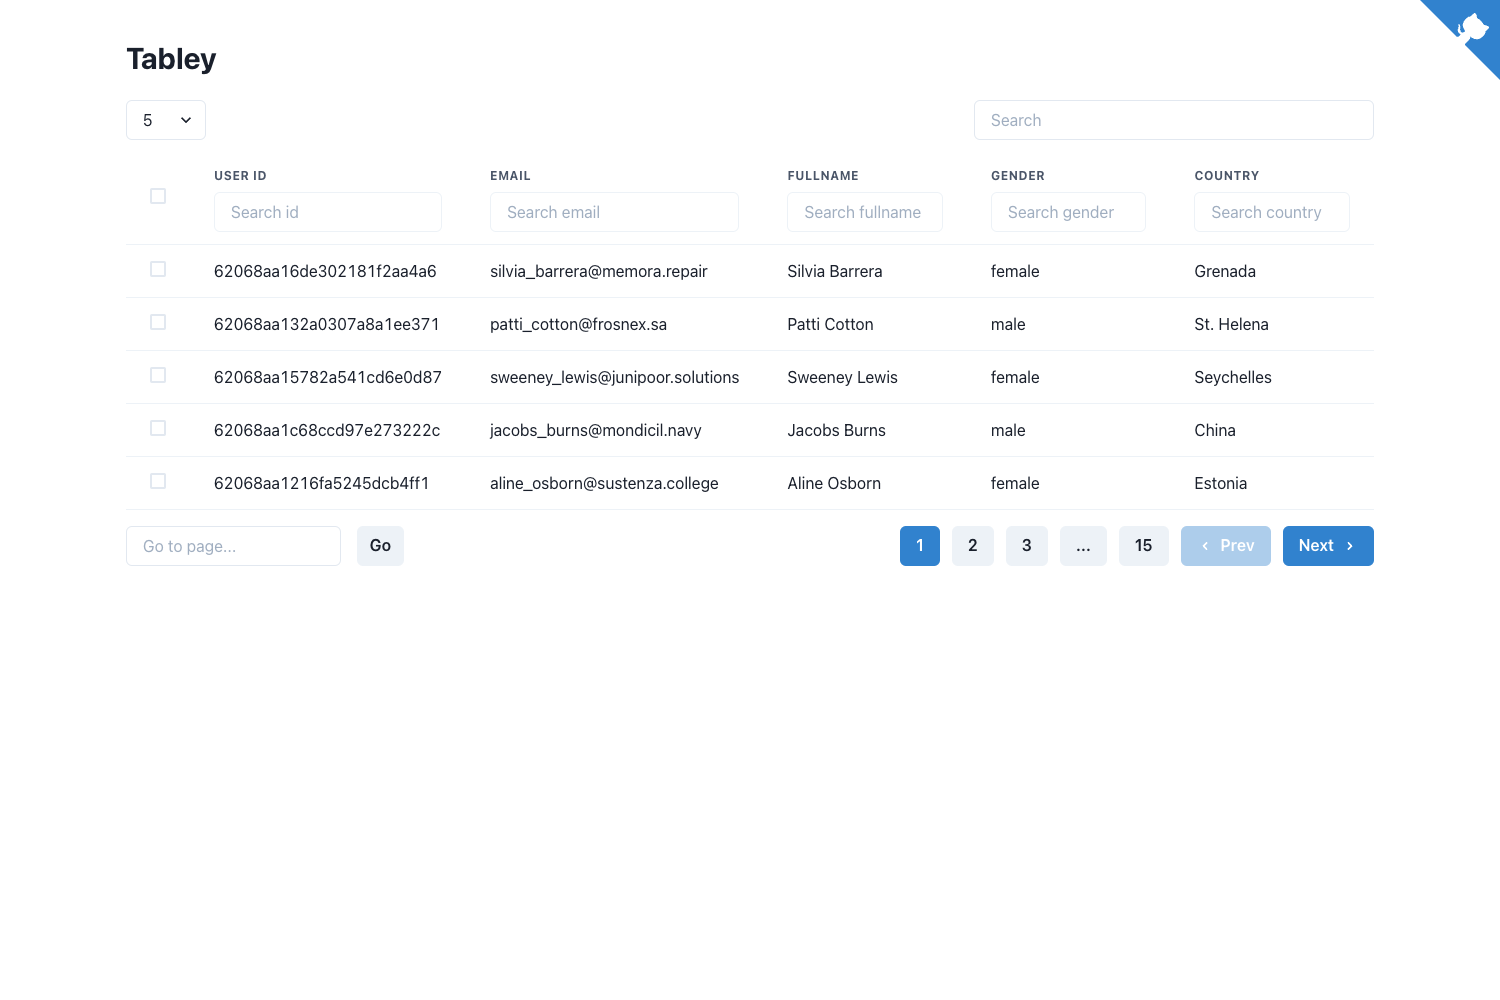 Tabley
5 Search
USER ID EMAIL FULLNAME GENDER COUNTRY
Search id Search email Search fullname Search gender Search country
62068aa16de302181f2aa4a6 silvia_barrera@memora.repair Silvia Barrera female Grenada
62068aa132a0307a8a1ee371 patti_cotton@frosnex.sa Patti Cotton male St. Helena
62068aa15782a541cd6e0d87 sweeney_lewis@junipoor.solutions Sweeney Lewis female Seychelles
62068aa1c68ccd97e273222c jacobs_burns@mondicil.navy Jacobs Burns male China
62068aa1216fa5245dcb4ff1 aline_osborn@sustenza.college Aline Osborn female Estonia
Go to page... Go 1 2 3 ... 15 Prev Next